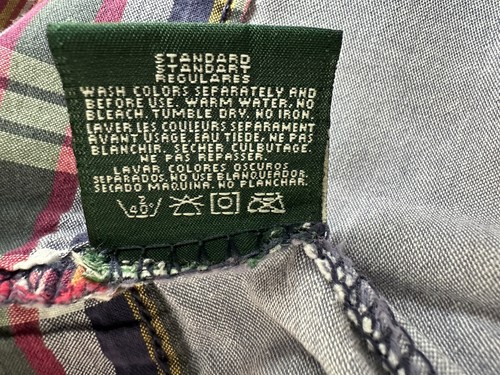 STANDARD
STANDART
REGULARES
WASH COLORS SEPARATELY AND
BEFORE USE. WARM WATER, NO
BLEACH. TUMBLE DRY. NO IRON.
LAVER LES COULEURS SEPARAMENT
AVANT USAGE. EAU TIEDE, NE PAS
BLANCHIR. SECHER CULBUTAGE.
NE PAS REPASSER.
LAVAR COLORES OSCUROS
SEPARADOS. NO USE BLANQUEADOR.
SECADO MAQUINA. NO PLANCHAR.
40°